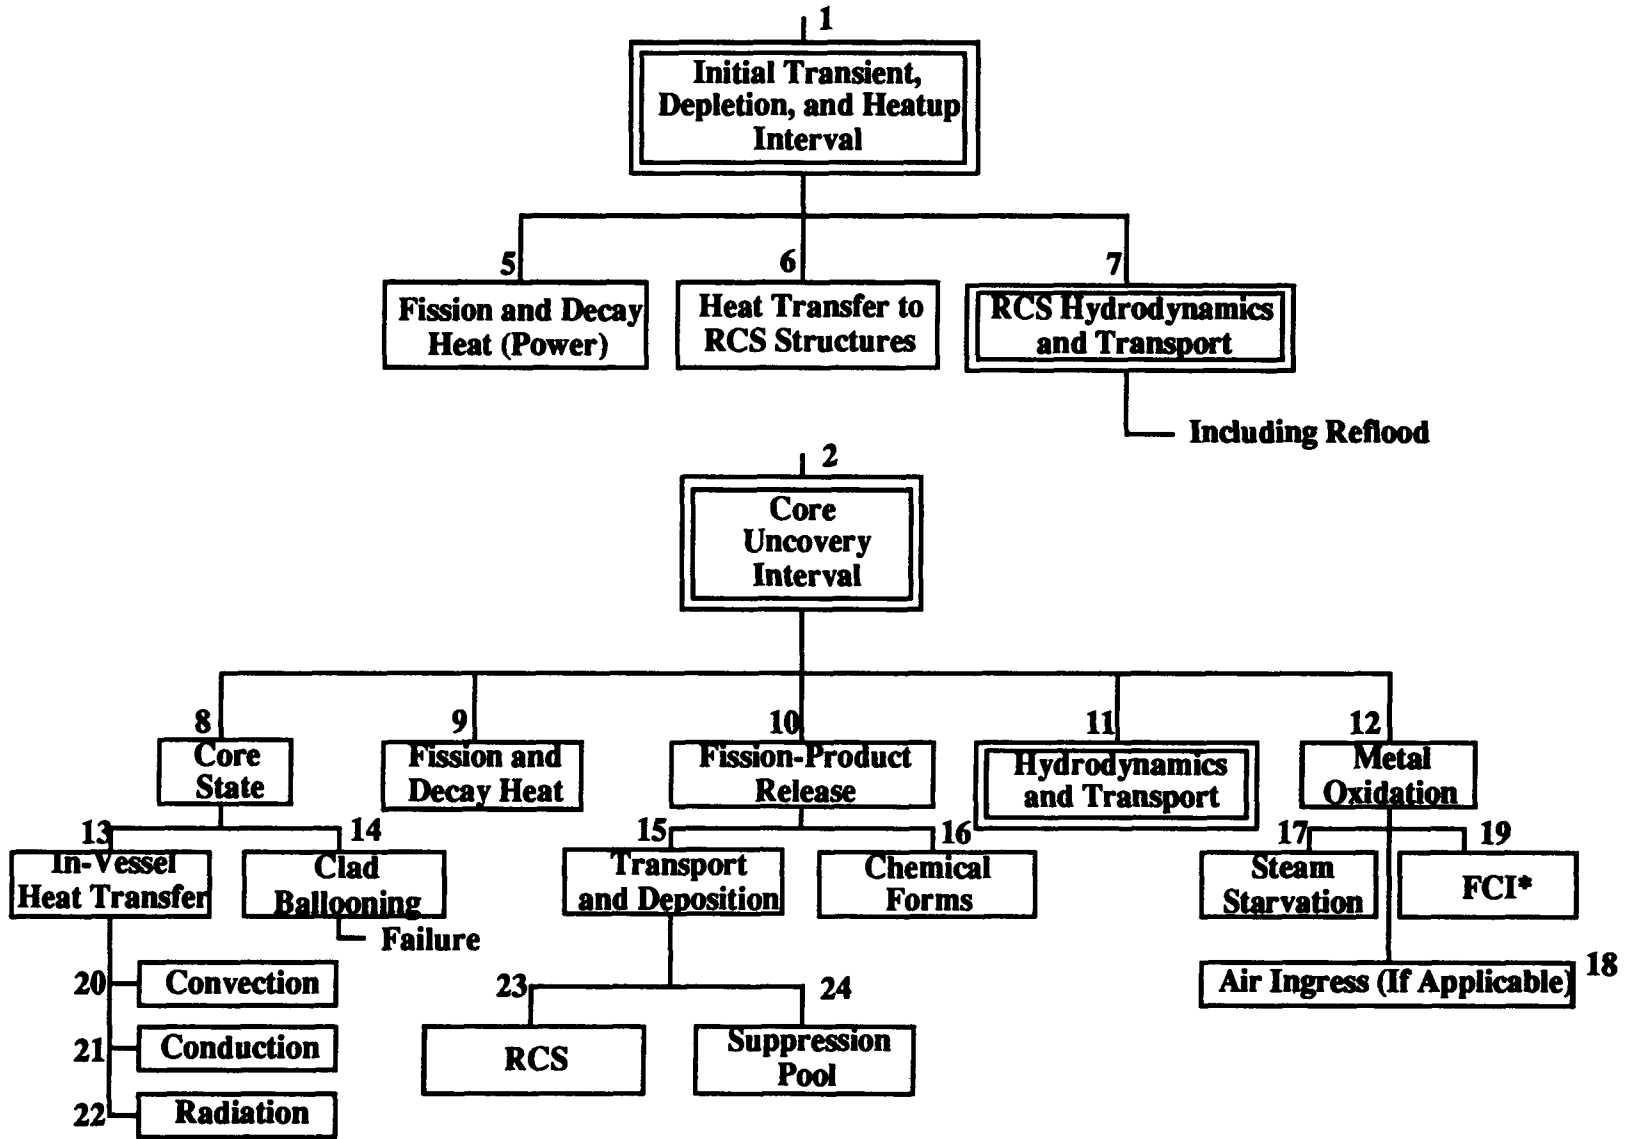 1
Initial Transient,
Depletion, and Heatup
Interval
5
Fission and Decay
Heat (Power)
6
Heat Transfer to
RCS Structures
7
RCS Hydrodynamics
and Transport
Including Reflood
2
Core
Uncovery
Interval
8
Core
State
9
Fission and
Decay Heat
10
Fission-Product
Release
11
Hydrodynamics
and Transport
12
Metal
Oxidation
13
In-Vessel
Heat Transfer
14
Clad
Ballooning
Failure
15
Transport
and Deposition
16
Chemical
Forms
17
Steam
Starvation
19
FCI*
20
Convection
21
Conduction
22
Radiation
23
RCS
24
Suppression
Pool
18
Air Ingress (If Applicable)